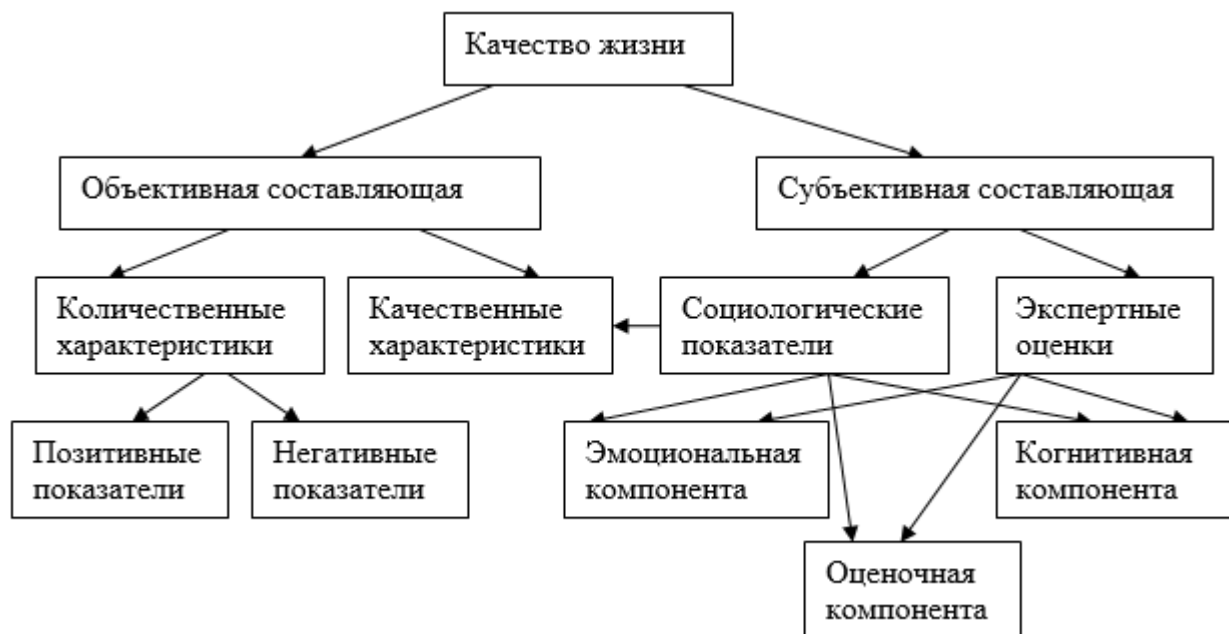 Качество жизни
Объективная составляющая
Субъективная составляющая
Количественные
характеристики
Качественные
характеристики
Социологические
показатели
Экспертные
оценки
Позитивные
показатели
Негативные
показатели
Эмоциональная
компонента
Когнитивная
компонента
Оценочная
компонента